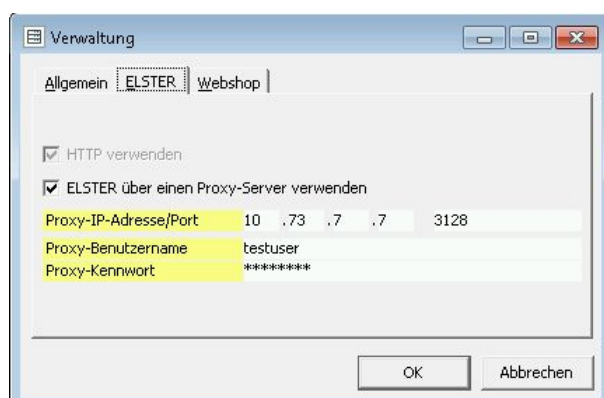 Verwaltung
Allgemein ELSTER Webshop
HTTP verwenden
ELSTER über einen Proxy-Server verwenden
Proxy-IP-Adresse/Port 10 .73 .7 .7 3128
Proxy-Benutzername testuser
Proxy-Kennwort ********
OK Abbrechen